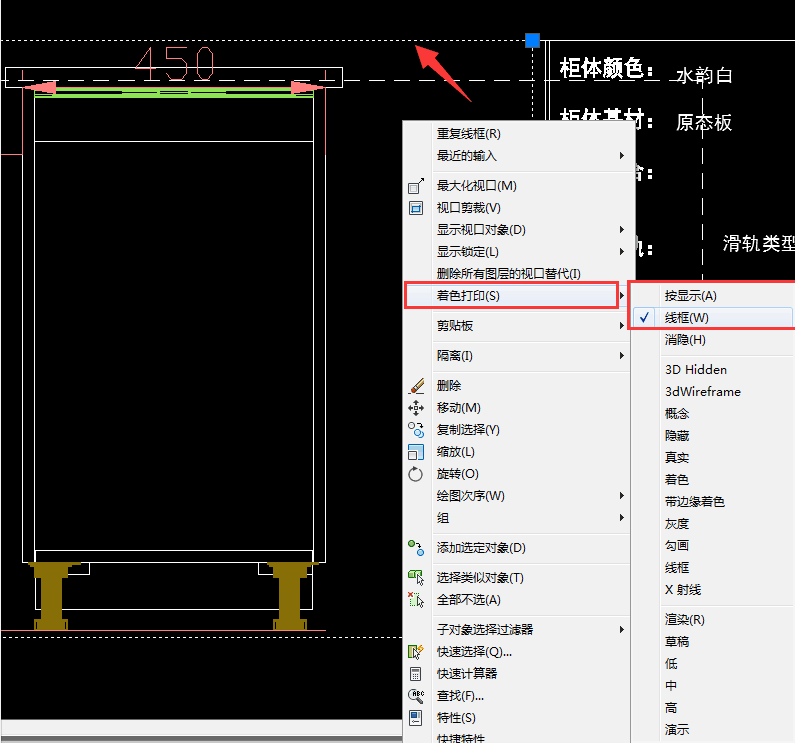 450
柜体颜色： 水韵白
柜体基材： 原态板
滑轨类型
重复线框(R)
最近的输入
最大化视口(M)
视口剪裁(V)
显示视口对象(D)
显示锁定(L)
删除所有图层的视口替代(I)
着色打印(S)
剪贴板
隔离(I)
删除
移动(M)
复制选择(Y)
缩放(L)
旋转(O)
绘图次序(W)
组
添加选定对象(D)
选择类似对象(T)
全部不选(A)
子对象选择过滤器
快速选择(Q)...
快速计算器
查找(F)...
特性(S)
快捷特性
按显示(A)
线框(W)
消隐(H)
3D Hidden
3dWireframe
概念
隐藏
真实
着色
带边缘着色
灰度
勾画
线框
X 射线
渲染(R)
草稿
低
中
高
演示